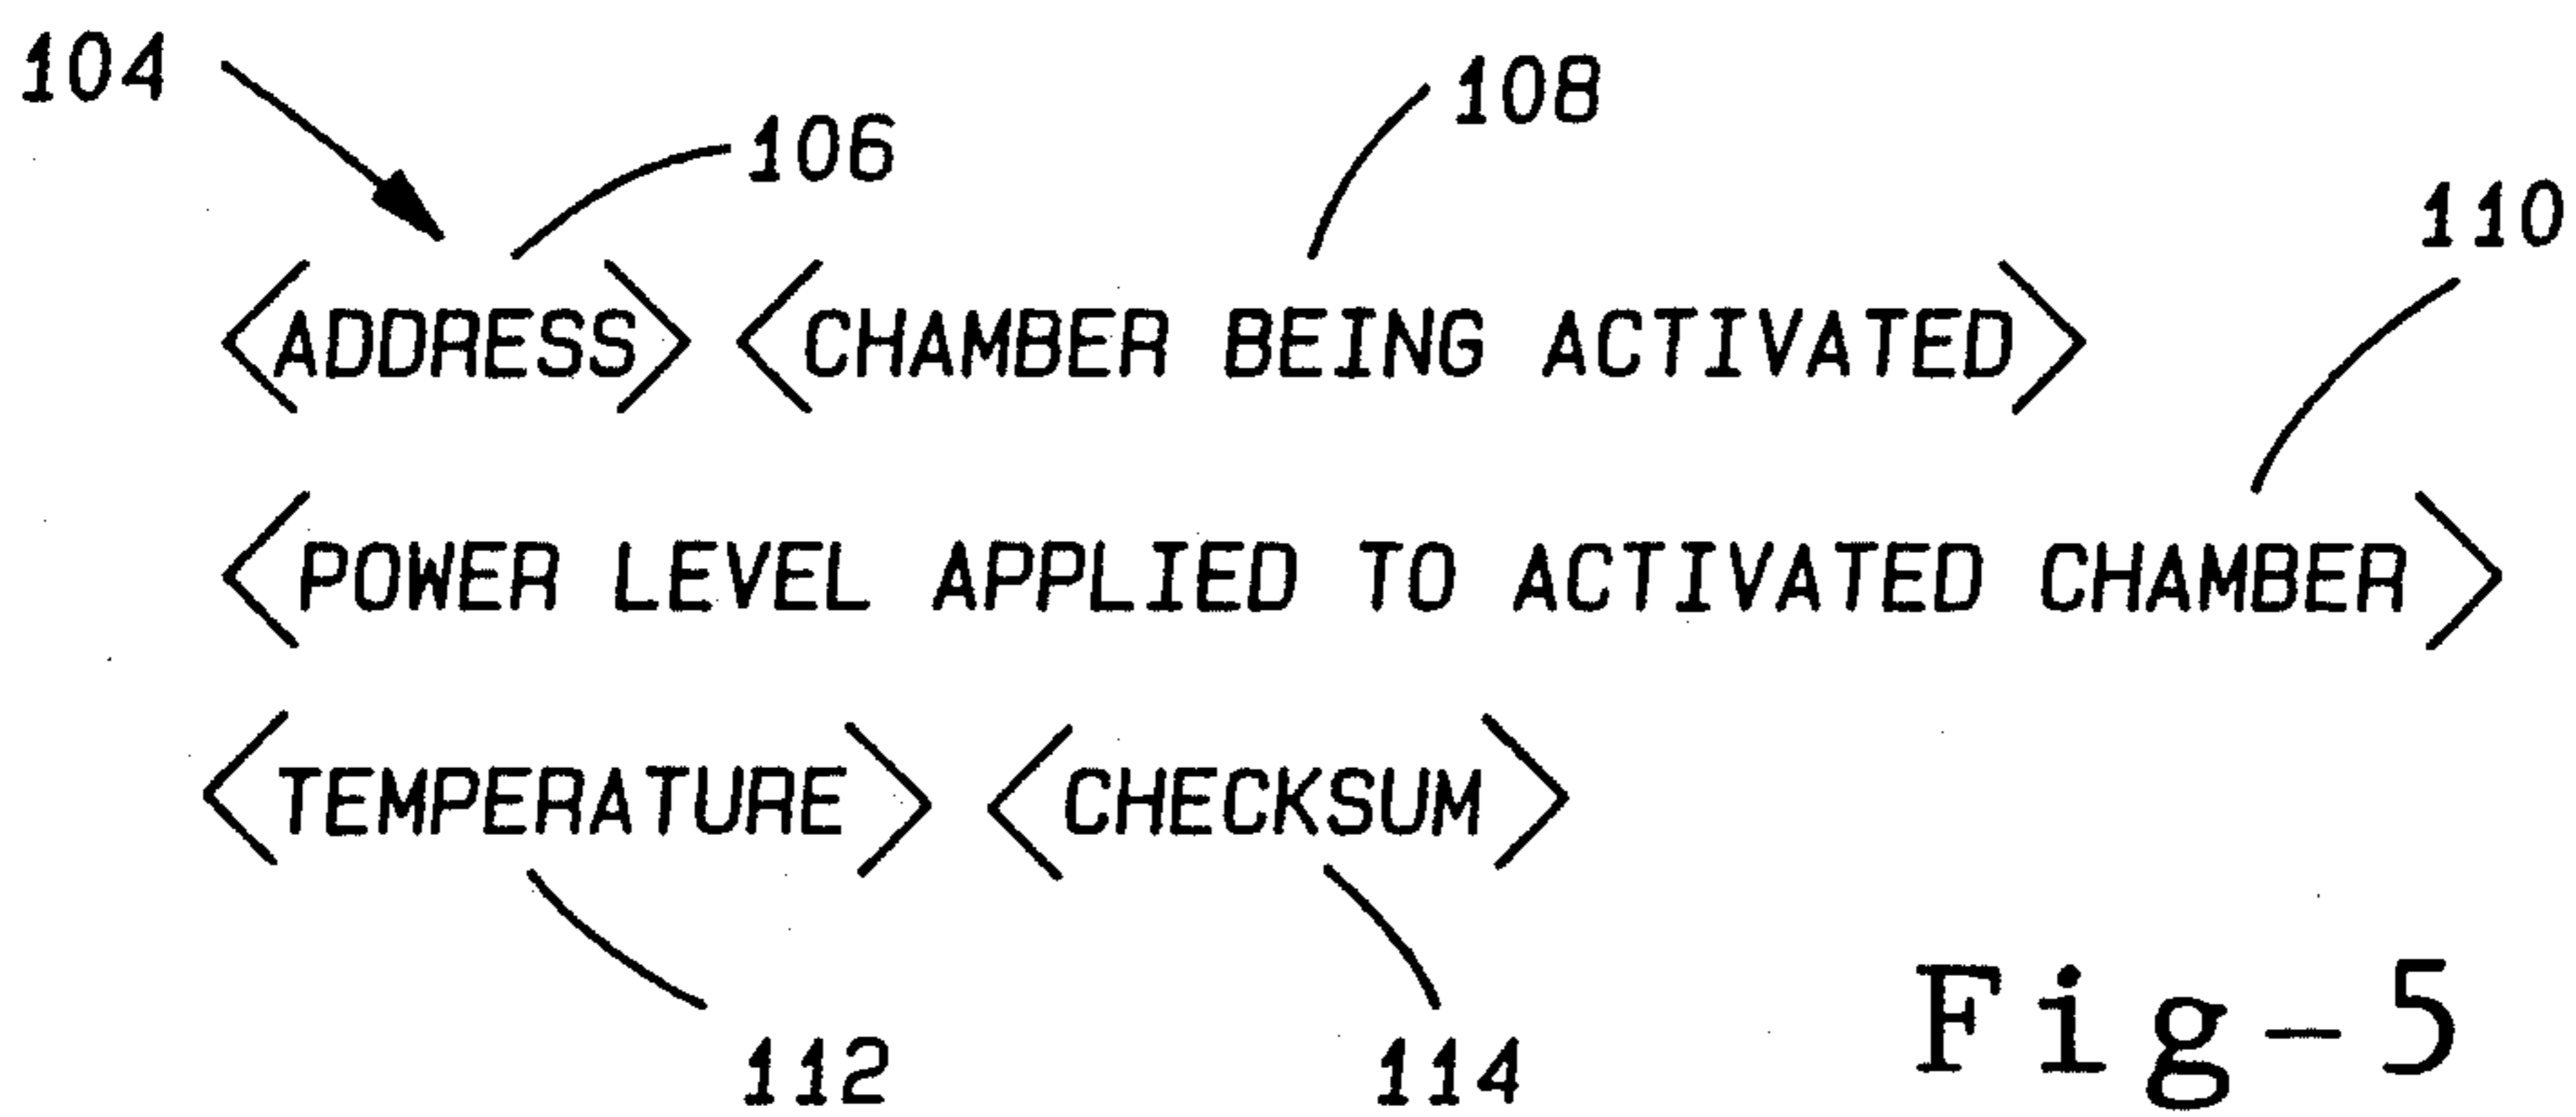 104
106
108
110
<ADDRESS> <CHAMBER BEING ACTIVATED>
<POWER LEVEL APPLIED TO ACTIVATED CHAMBER>
<TEMPERATURE> <CHECKSUM>
112
114
Fig-5